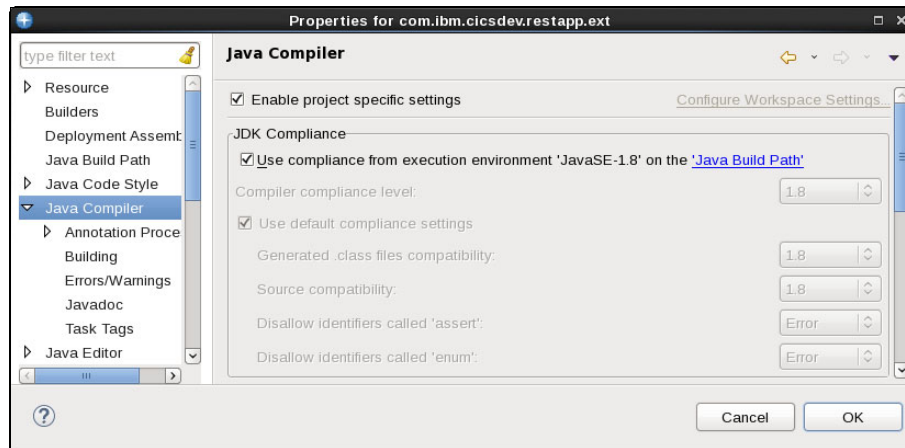 Properties for com.ibm.cicsdev.restapp.ext
type filter text
Resource
Builders
Deployment Assemb
Java Build Path
Java Code Style
Java Compiler
Annotation Proce
Building
Errors/Warnings
Javadoc
Task Tags
Java Editor
Java Compiler
Enable project specific settings
Configure Workspace Settings...
JDK Compliance
Use compliance from execution environment 'JavaSE-1.8' on the 'Java Build Path'
Compiler compliance level: 1.8
Use default compliance settings
Generated .class files compatibility: 1.8
Source compatibility: 1.8
Disallow identifiers called 'assert': Error
Disallow identifiers called 'enum': Error
?
Cancel
OK